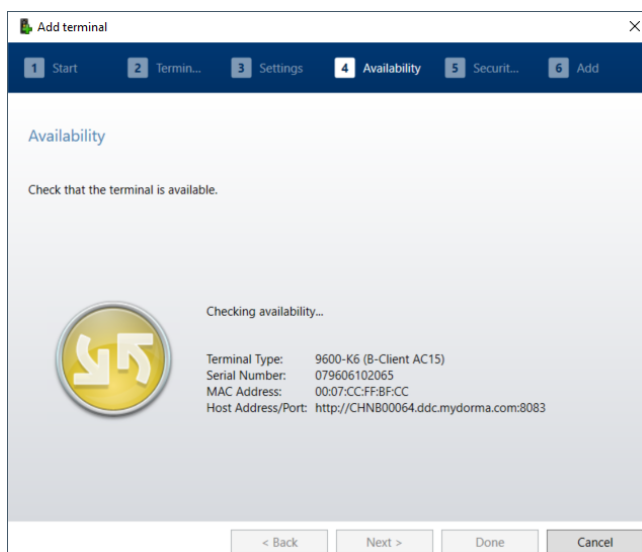 Add terminal
1 Start 2 Termin... 3 Settings 4 Availability 5 Securit... 6 Add
Availability
Check that the terminal is available.
Checking availability...
Terminal Type: 9600-K6 (B-Client AC15)
Serial Number: 079606102065
MAC Address: 00:07:CC:FF:BF:CC
Host Address/Port: http://CHNB00064.ddc.mydorma.com:8083
< Back Next > Done Cancel